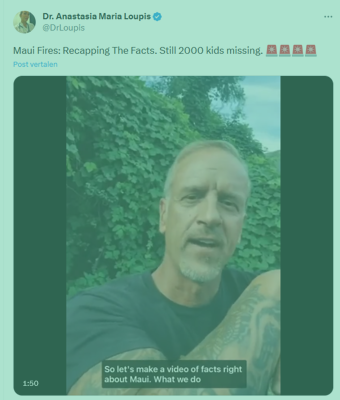 Dr. Anastasia Maria Loupis
@DrLoupis
Maui Fires: Recapping The Facts. Still 2000 kids missing. 🚨🚨🚨🚨
Post vertalen
So let's make a video of facts right
about Maui. What we do
1:50